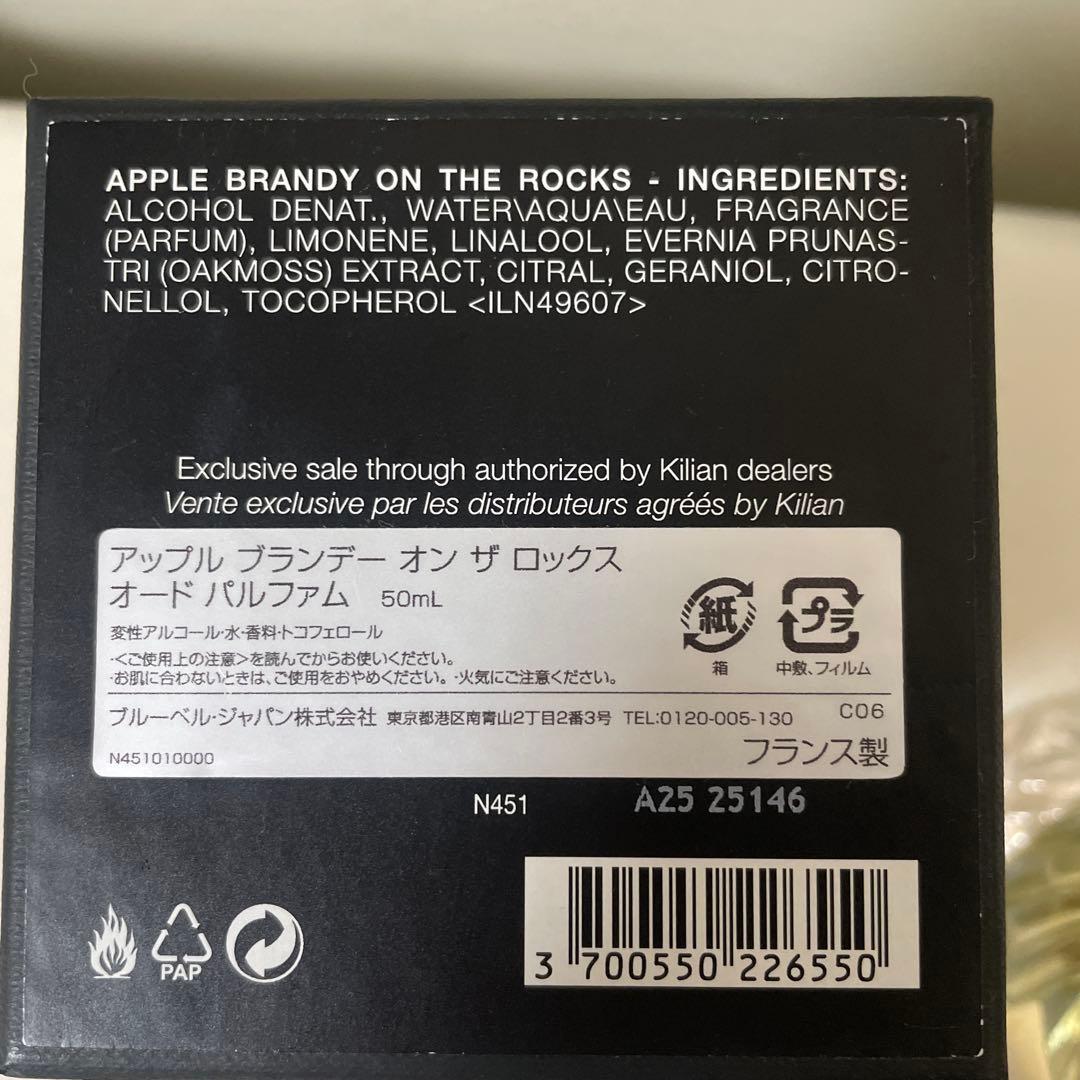 APPLE BRANDY ON THE ROCKS - INGREDIENTS:
ALCOHOL DENAT., WATER\AQUA\EAU, FRAGRANCE
(PARFUM), LIMONENE, LINALOOL, EVERNIA PRUNAS-
TRI (OAKMOSS) EXTRACT, CITRAL, GERANIOL, CITRO-
NELLOL, TOCOPHEROL <ILN49607>
Exclusive sale through authorized by Kilian dealers
Vente exclusive par les distributeurs agréés by Kilian
アップル ブランデー オン ザ ロックス
オード パルファム 50mL
変性アルコール・水・香料・トコフェロール
・<ご使用上の注意>を読んでからお使いください。
・お肌に合わないときは、ご使用をおやめください。・火気にご注意ください。
紙
箱
プラ
中敷、フィルム
ブルーベル・ジャパン株式会社 東京都港区南青山2丁目2番3号 TEL:0120-005-130 C06
N451010000
フランス製
N451
A25 25146
PAP
3 700550 226550